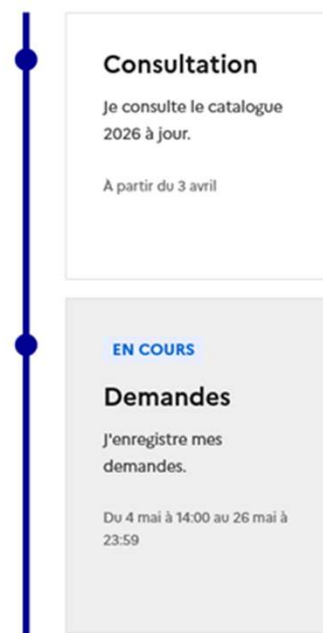 Consultation
Je consulte le catalogue
2026 à jour.
À partir du 3 avril
EN COURS
Demandes
J'enregistre mes
demandes.
Du 4 mai à 14:00 au 26 mai à
23:59